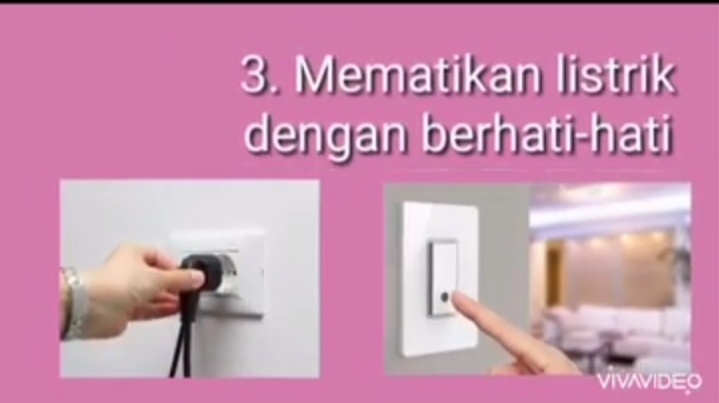 3. Mematikan listrik
dengan berhati-hati
VIVAVIDEO